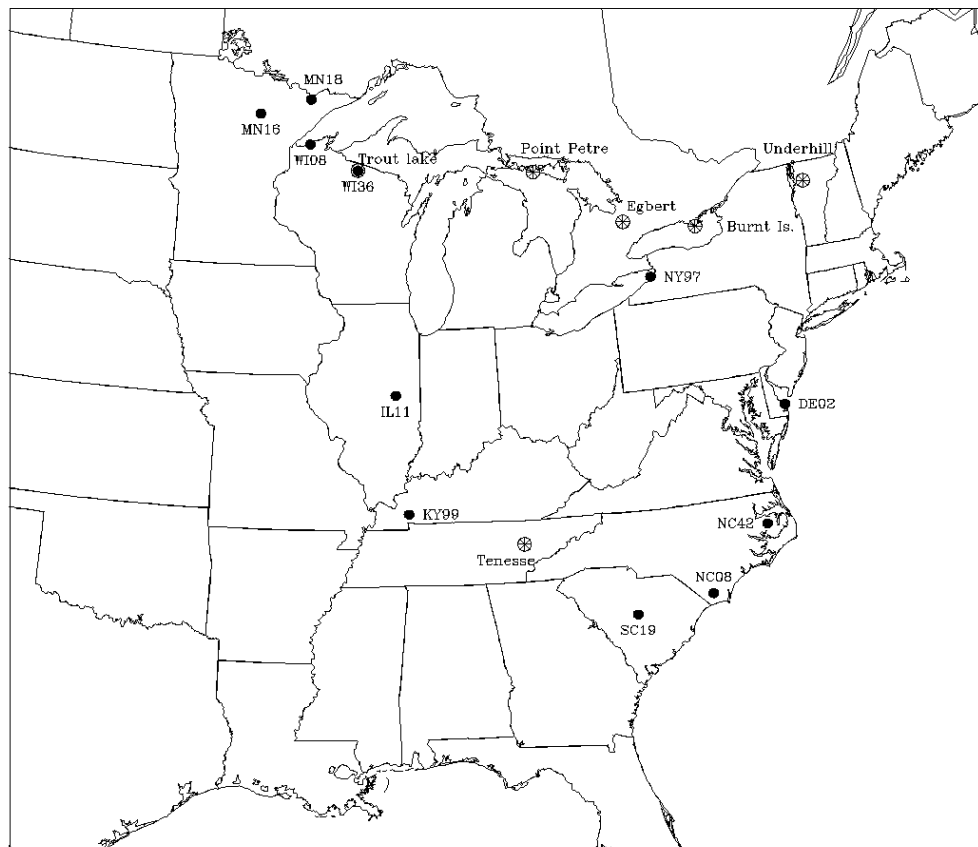 MN18
MN16
Point Petre
Underhill
WI08
Trout lake
WI36
Egbert
Burnt Is.
NY97
IL11
DE02
KY99
NC42
Tenesse
NC08
SC19